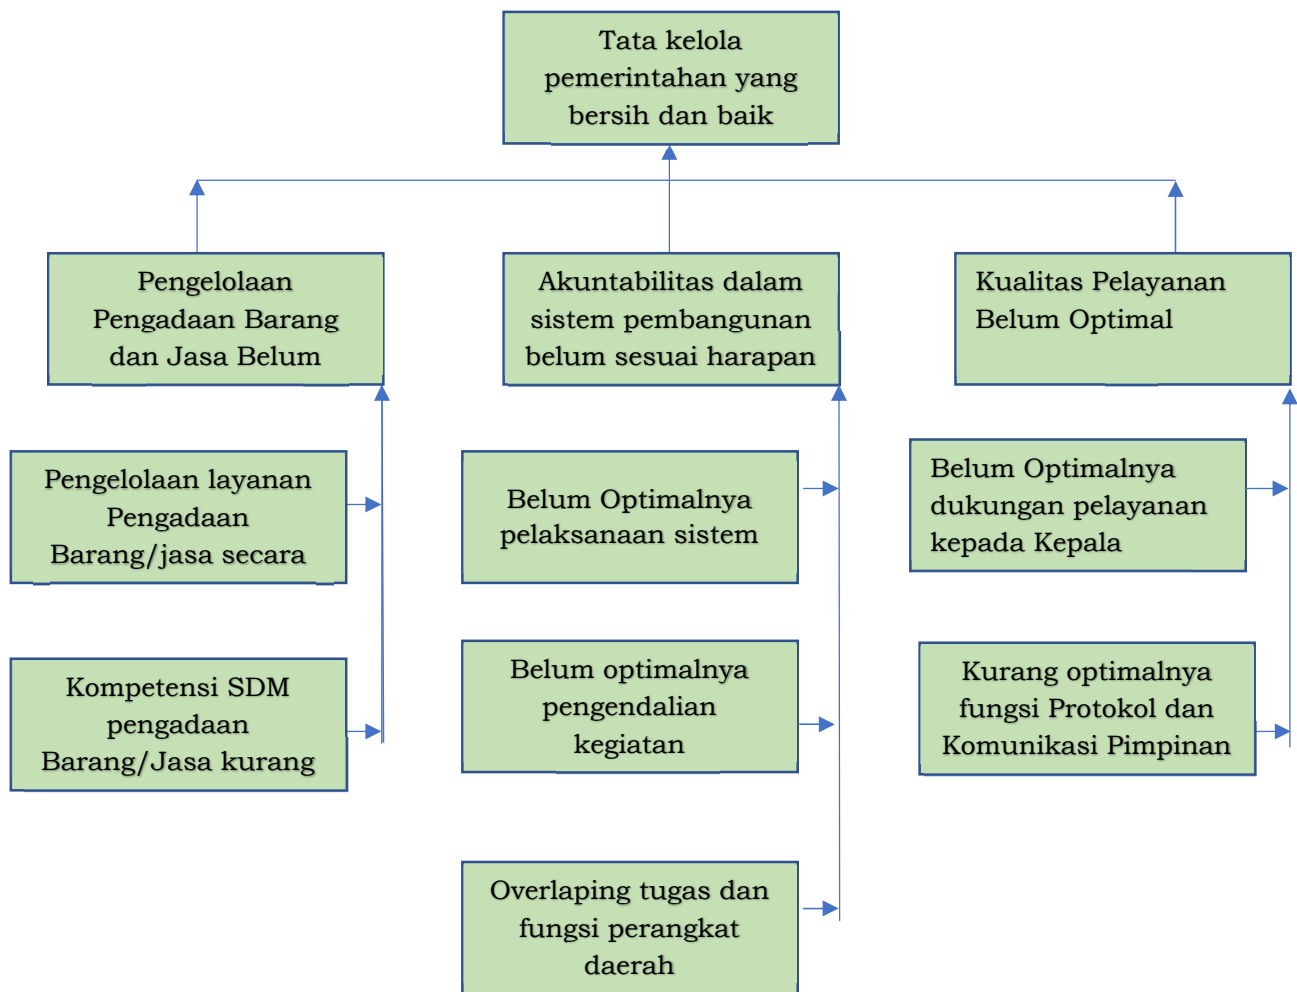 Tata kelola
pemerintahan yang
bersih dan baik
Pengelolaan
Pengadaan Barang
dan Jasa Belum
Akuntabilitas dalam
sistem pembangunan
belum sesuai harapan
Kualitas Pelayanan
Belum Optimal
Pengelolaan layanan
Pengadaan
Barang/jasa secara
Belum Optimalnya
pelaksanaan sistem
Belum Optimalnya
dukungan pelayanan
kepada Kepala
Kompetensi SDM
pengadaan
Barang/Jasa kurang
Belum optimalnya
pengendalian
kegiatan
Kurang optimalnya
fungsi Protokol dan
Komunikasi Pimpinan
Overlaping tugas dan
fungsi perangkat
daerah